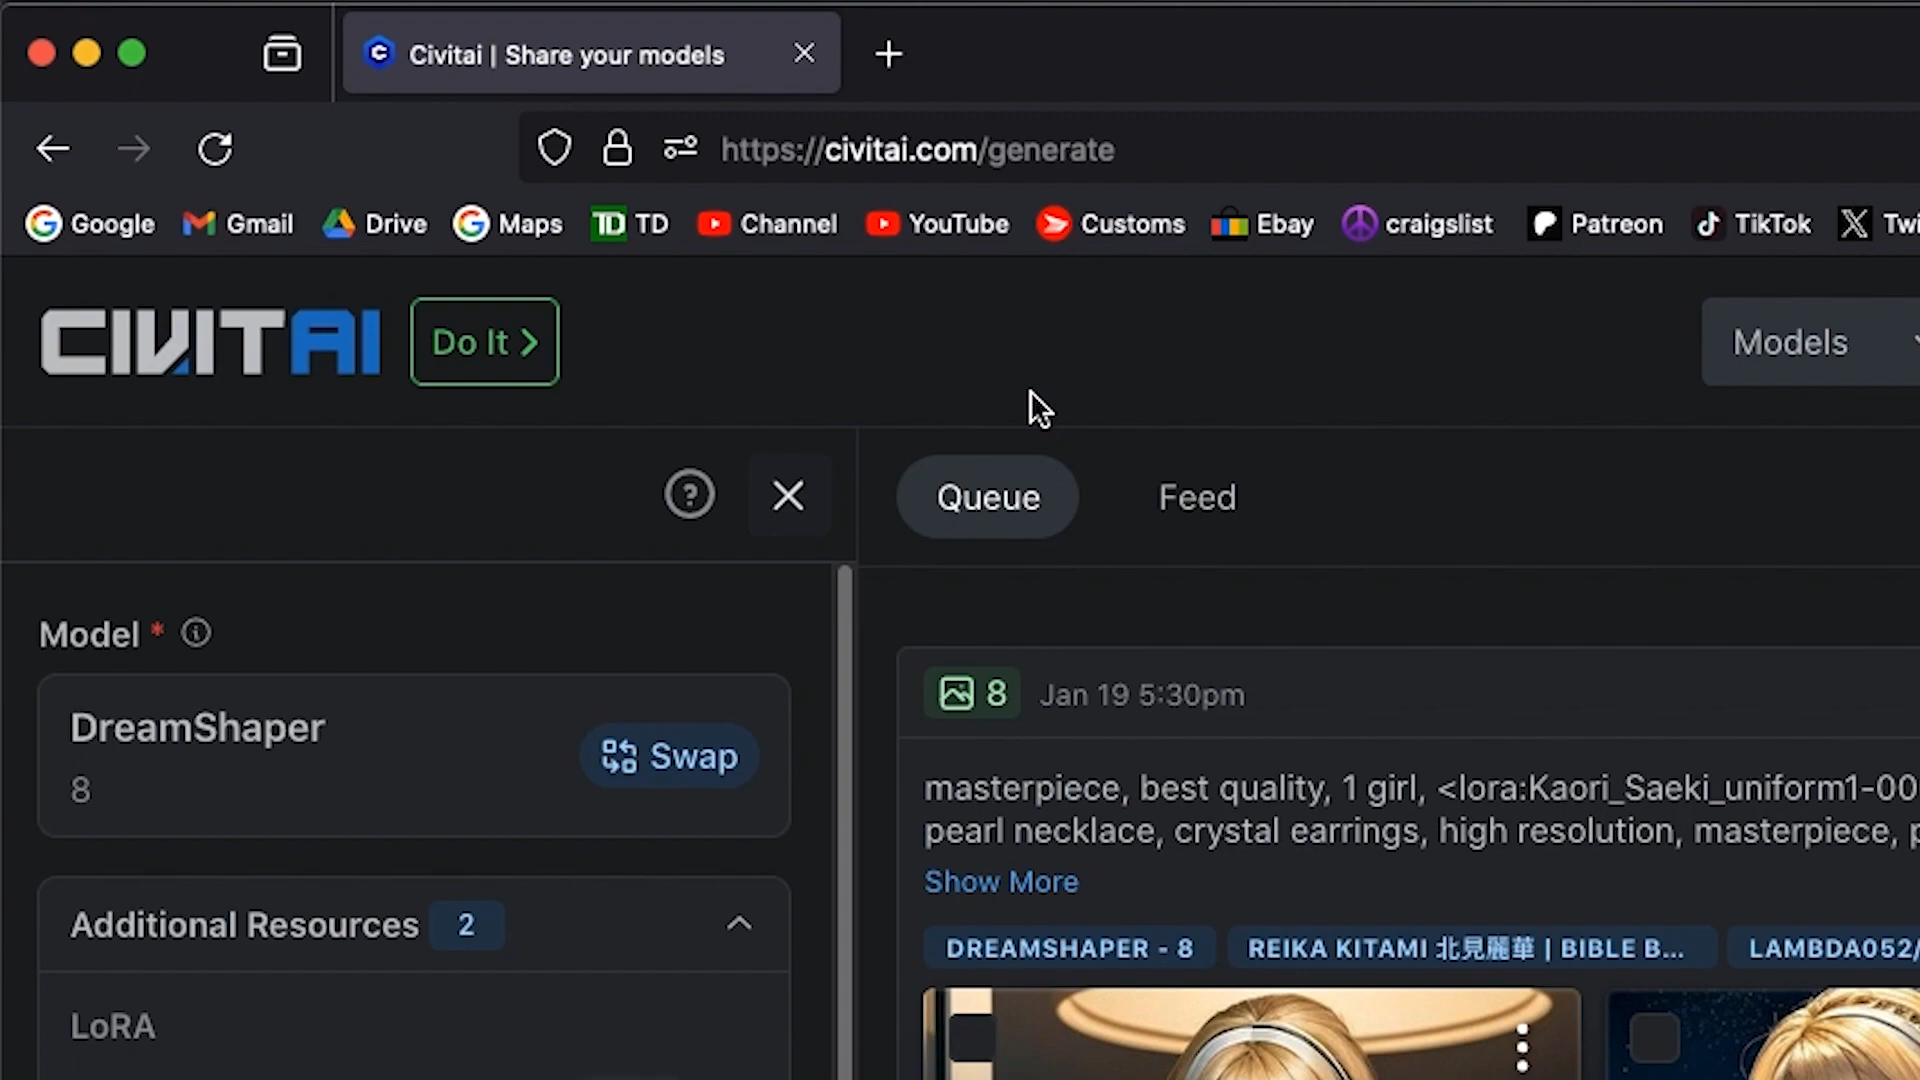 Civitai | Share your models
https://civitai.com/generate
Google Gmail Drive Maps TD TD Channel YouTube Customs Ebay craigslist Patreon TikTok
CIVITAI Do It > Models
Queue Feed
Model *
DreamShaper
8
Swap
Additional Resources 2
LoRA
8 Jan 19 5:30pm
masterpiece, best quality, 1 girl, <lora:Kaori_Saeki_uniform1-00
pearl necklace, crystal earrings, high resolution, masterpiece,
Show More
DREAMSHAPER - 8 REIKA KITAMI 北見麗華 | BIBLE B... LAMBDA052/